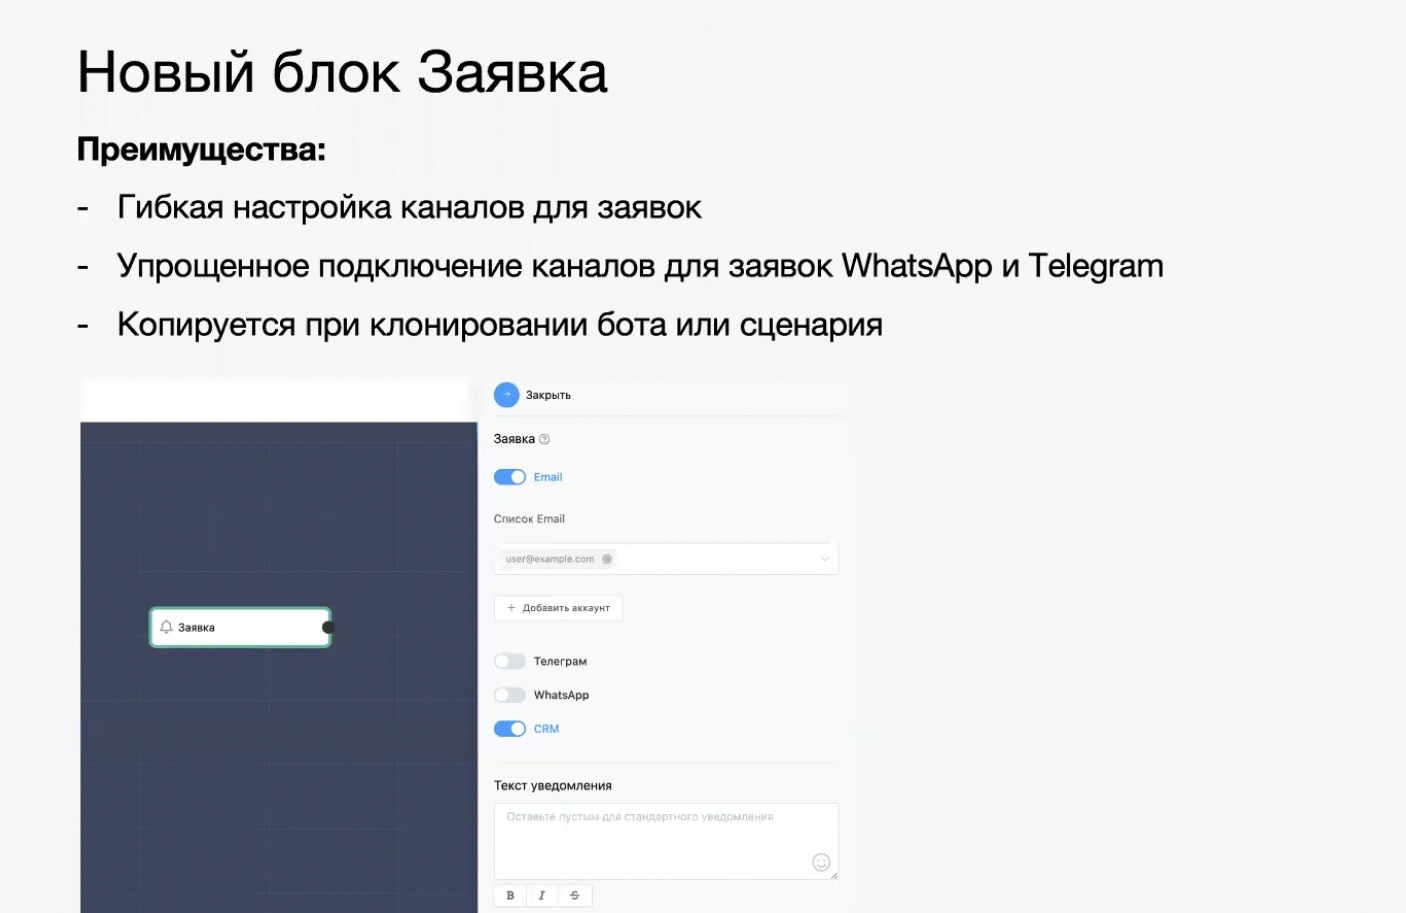 Новый блок Заявка
Преимущества:
- Гибкая настройка каналов для заявок
- Упрощенное подключение каналов для заявок WhatsApp и Telegram
- Копируется при клонировании бота или сценария
Закрыть
Заявка
Email
Список Email
user@example.com
+ Добавить аккаунт
Заявка
Телеграм
WhatsApp
CRM
Текст уведомления
Оставьте пустым для стандартного уведомления
B I S